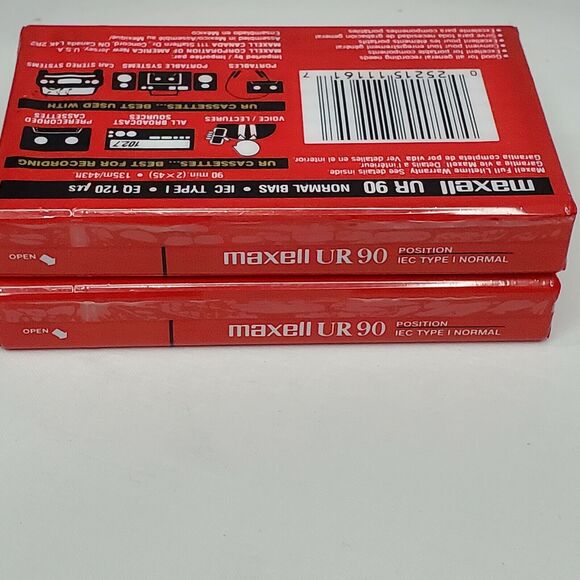 maxell UR 90 NORMAL BIAS • IEC TYPE I • EQ 120 µs
Maxell Full Lifetime Warranty See details inside.
Garantie à vie Maxell. Détails à l'intérieur.
Garantía completa de por vida. Ver detalles en el interior.
90 min (2×45) • 135m/443ft.
UR CASSETTES... BEST FOR RECORDING
VOICE / LECTURES
ALL BROADCAST
SOURCES
PRERECORDED
CASSETTES
102.7
UR CASSETTES... BEST USED WITH
PORTABLES
PORTABLE SYSTEMS
CAR STEREO SYSTEMS
Imported by: Importée par:
MAXELL CORPORATION OF AMERICA New Jersey, U.S.A.
MAXELL CANADA 111 Staffern Dr., Concord, ON Canada L4K 2R2
Assembled in Mexico/Assemblé au Mexique/
Ensamblado en México
• Good for all general recording needs
• Excellent for portables
• Convient pour tout enregistrement général
• Excellent pour composantes portatifs
• Sirve para toda necesidad de grabación general
• Excelente para componentes portátiles
0 25215 11161 7
OPEN
maxell UR 90 POSITION
IEC TYPE I NORMAL
OPEN
maxell UR 90 POSITION
IEC TYPE I NORMAL